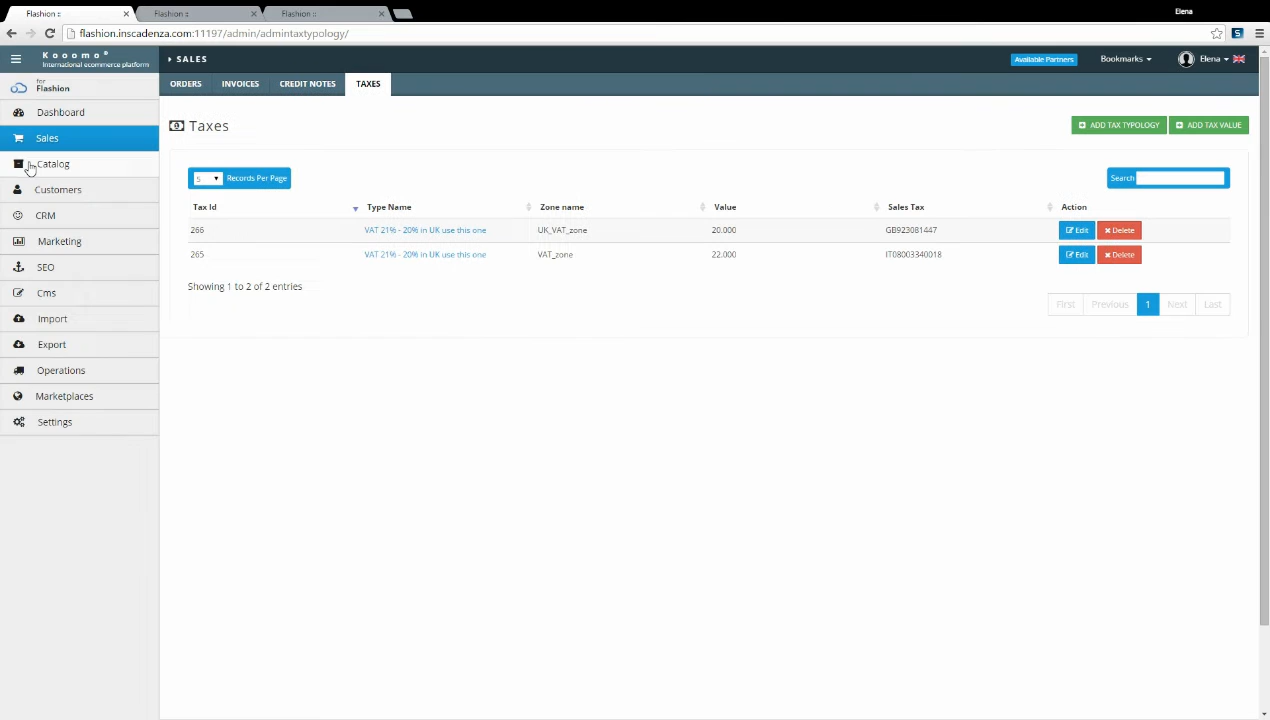 Flashion :: Flashion :: Flashion :: Elena
flashion.inscadenza.com:11197/admin/admintaxtypology/
Kooomo
International ecommerce platform
SALES Available Partners Bookmarks Elena
for
Flashion
ORDERS INVOICES CREDIT NOTES TAXES
Dashboard
Sales
Catalog
Customers
CRM
Marketing
SEO
Cms
Import
Export
Operations
Marketplaces
Settings
Taxes ADD TAX TYPOLOGY ADD TAX VALUE
5 Records Per Page Search
Tax Id Type Name Zone name Value Sales Tax Action
266 VAT 21% - 20% in UK use this one UK_VAT_zone 20.000 GB923081447 Edit Delete
265 VAT 21% - 20% in UK use this one VAT_zone 22.000 IT08003340018 Edit Delete
Showing 1 to 2 of 2 entries
First Previous 1 Next Last